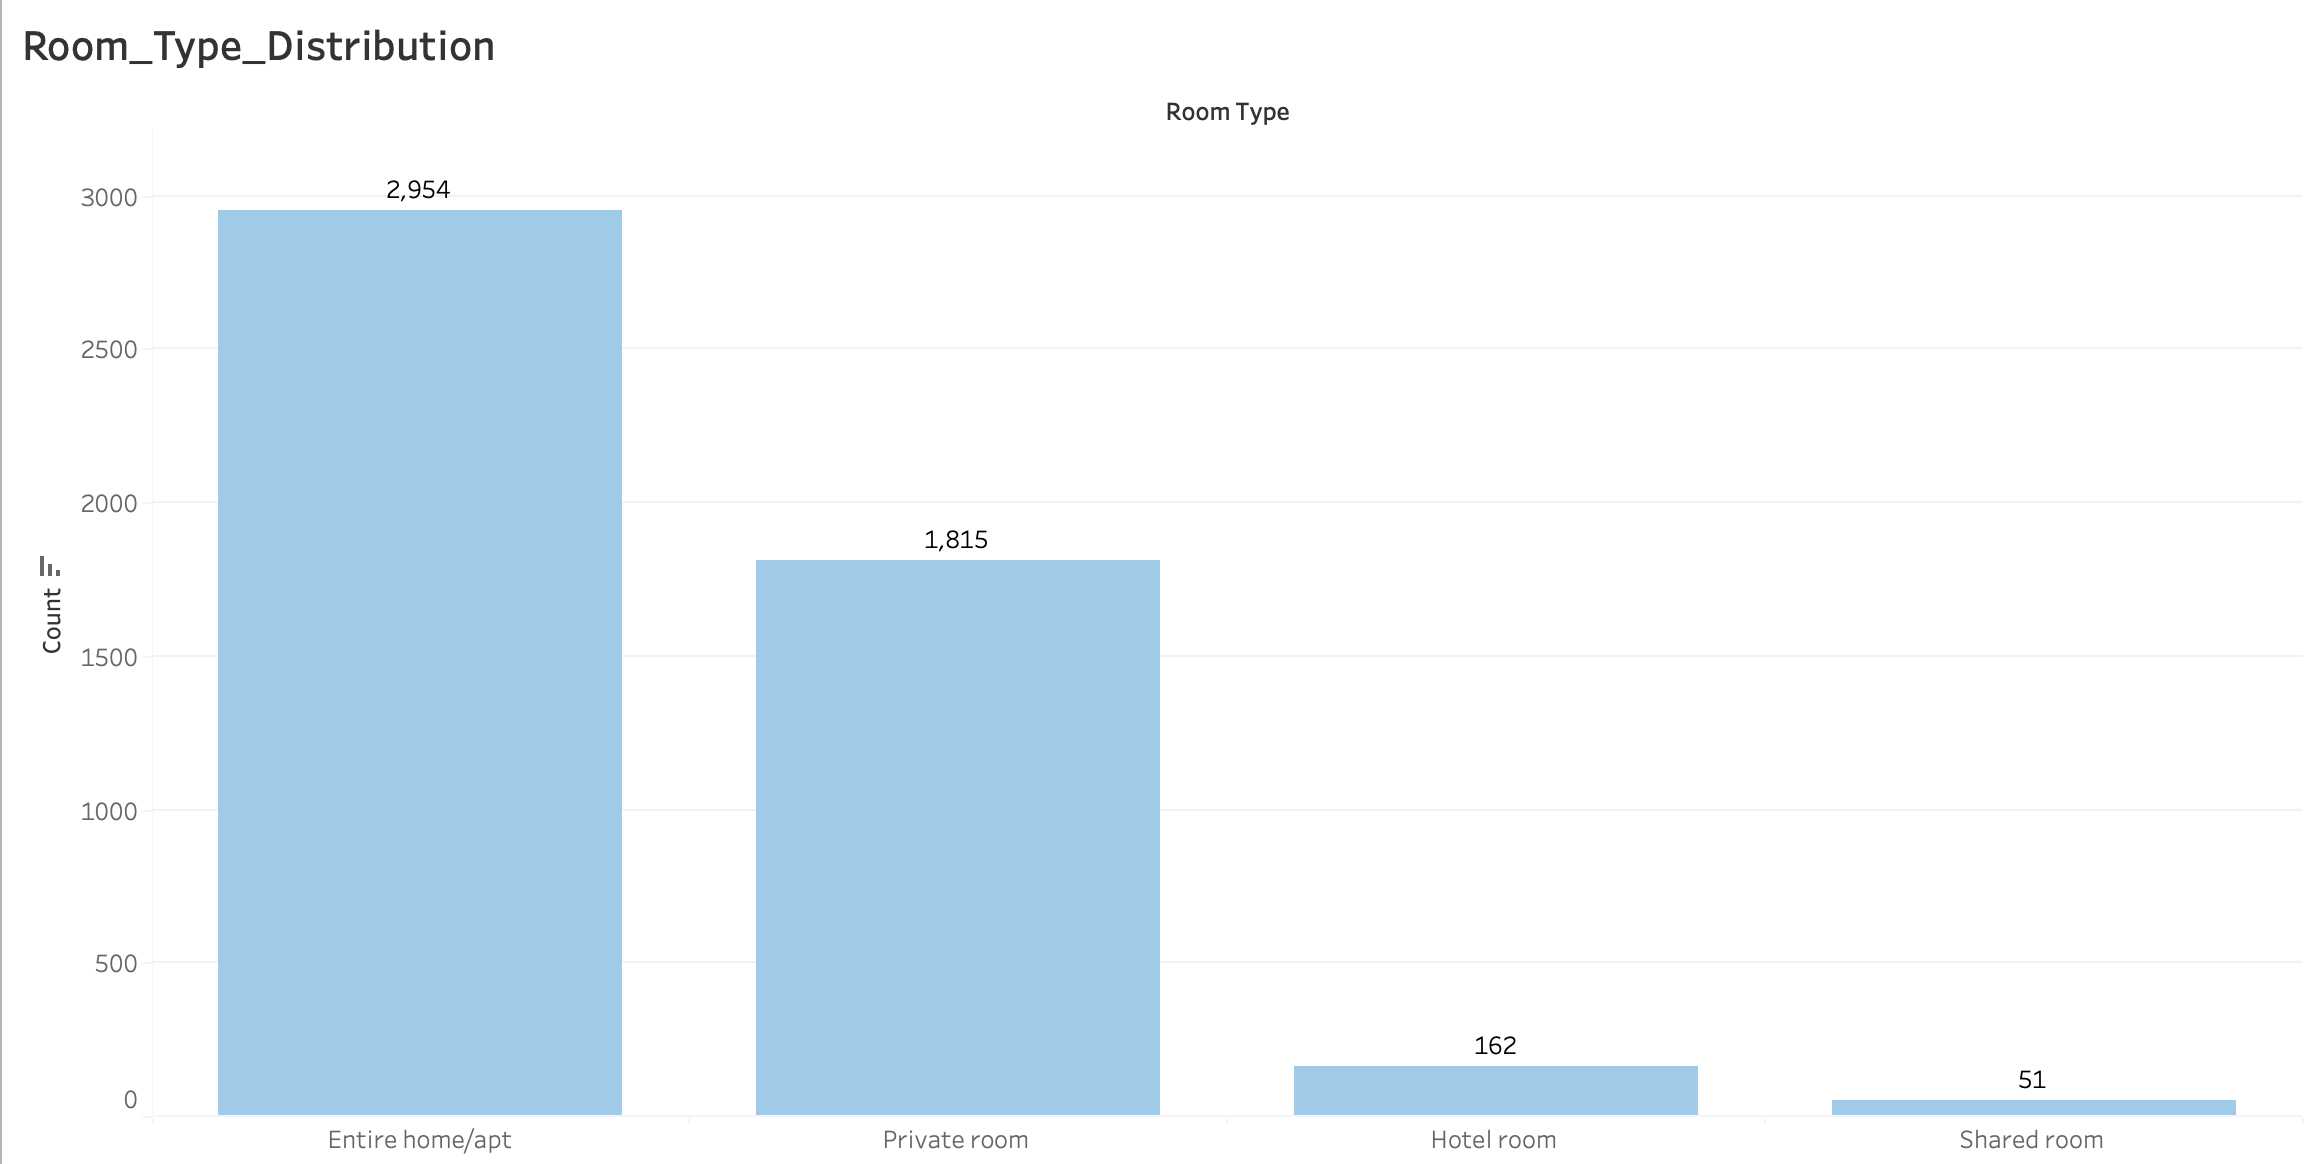 Room_Type_Distribution
Room Type
3000
2500
2000
1500
1000
500
0
Count
2,954
1,815
162
51
Entire home/apt
Private room
Hotel room
Shared room